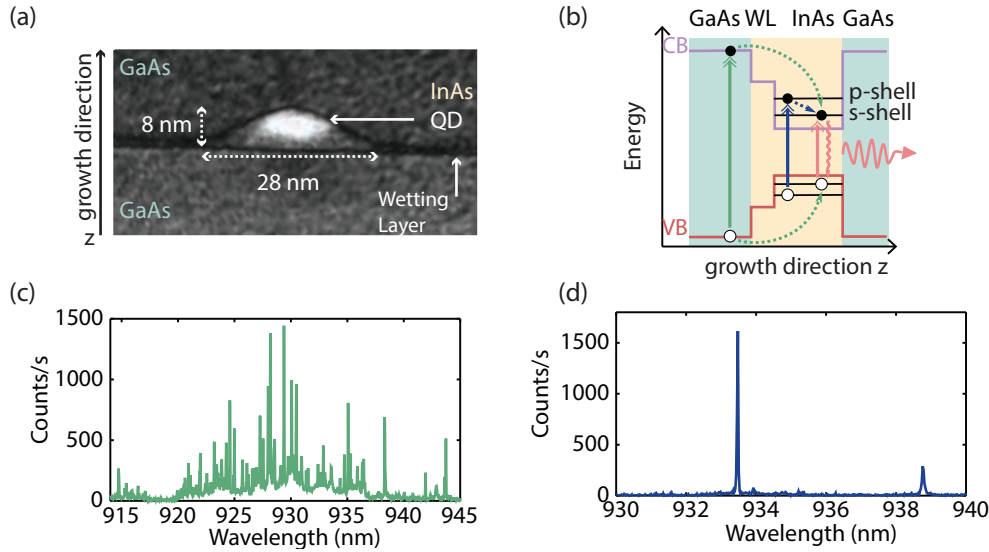 (a)
growth direction
z
GaAs
8 nm
InAs
QD
28 nm
Wetting
Layer
GaAs
(b)
GaAs WL InAs GaAs
CB
p-shell
s-shell
Energy
VB
growth direction z
(c)
Counts/s
1500
1000
500
0
915 920 925 930 935 940 945
Wavelength (nm)
(d)
Counts/s
1500
1000
500
0
930 932 934 936 938 940
Wavelength (nm)